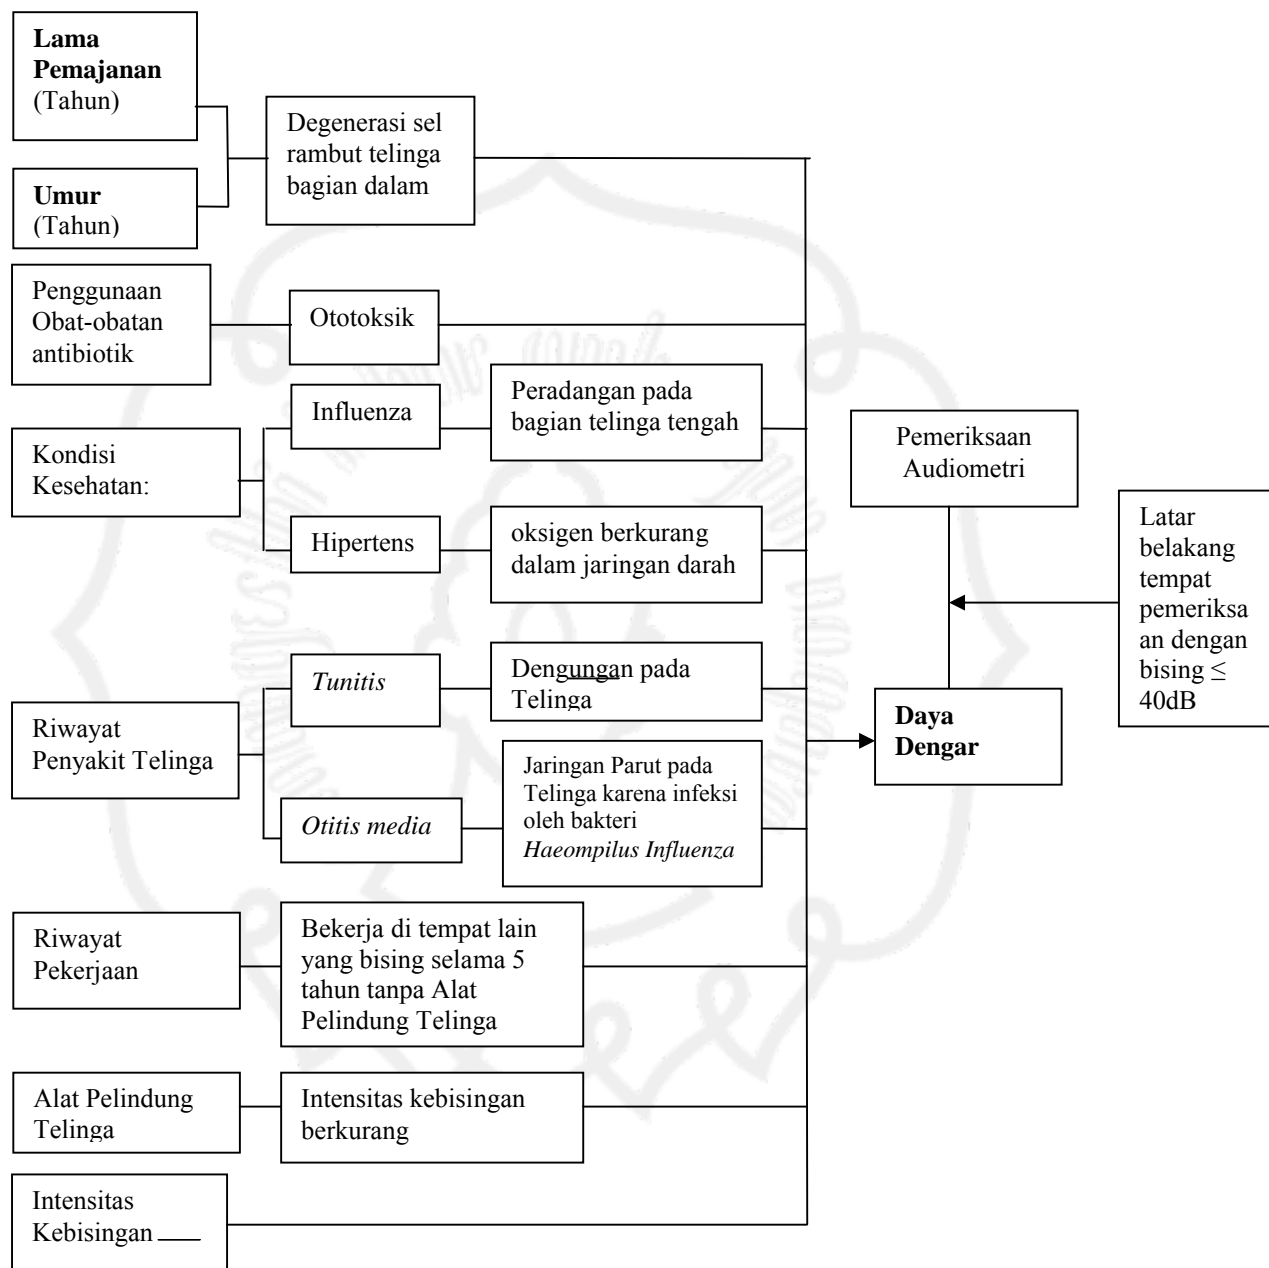 Lama
Pemajanan
(Tahun)
Umur
(Tahun)
Degenerasi sel
rambut telinga
bagian dalam
Penggunaan
Obat-obatan
antibiotik
Ototoksik
Kondisi
Kesehatan:
Influenza
Peradangan pada
bagian telinga tengah
Hipertens
oksigen berkurang
dalam jaringan darah
Riwayat
Penyakit Telinga
Tunitis
Dengungan pada
Telinga
Otitis media
Jaringan Parut pada
Telinga karena infeksi
oleh bakteri
Haeompilus Influenza
Riwayat
Pekerjaan
Bekerja di tempat lain
yang bising selama 5
tahun tanpa Alat
Pelindung Telinga
Alat Pelindung
Telinga
Intensitas kebisingan
berkurang
Intensitas
Kebisingan
Pemeriksaan
Audiometri
Daya
Dengar
Latar
belakang
tempat
pemeriksa
an dengan
bising ≤
40dB